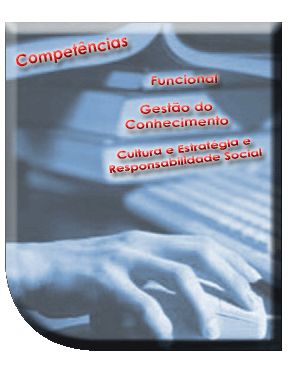 Competências
Funcional
Gestão do
Conhecimento
Cultura e Estratégia e
Responsabilidade Social